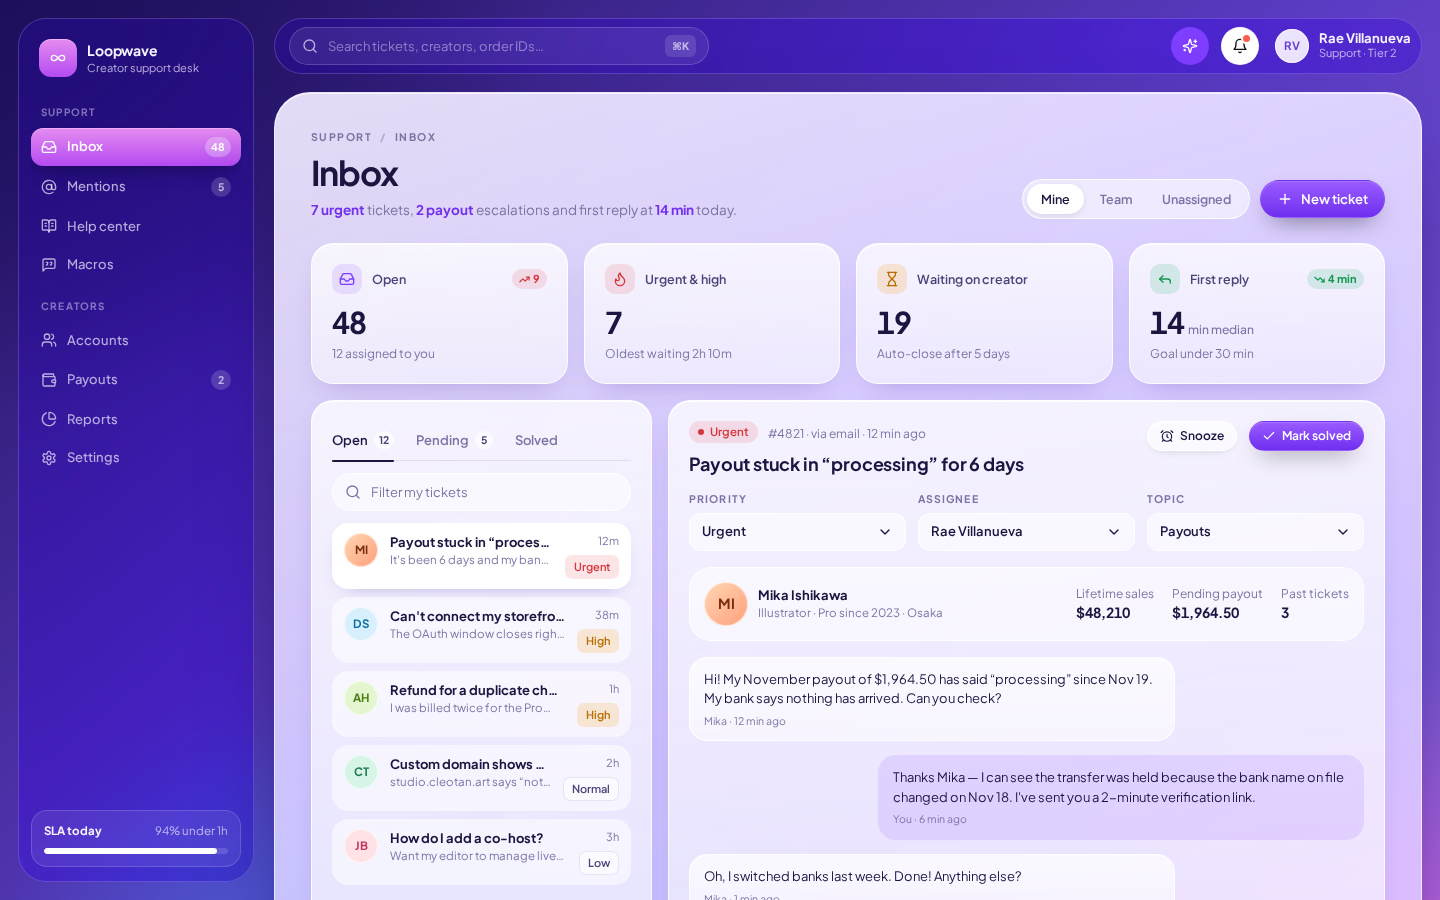 Loopwave
Creator support desk
SUPPORT
Inbox 48
Mentions 5
Help center
Macros
CREATORS
Accounts
Payouts 2
Reports
Settings
SLA today 94% under 1h
Search tickets, creators, order IDs... ⌘K
RV Rae Villanueva
Support · Tier 2
SUPPORT / INBOX
Inbox
7 urgent tickets, 2 payout escalations and first reply at 14 min today.
Mine Team Unassigned
New ticket
Open 9
48
12 assigned to you
Urgent & high
7
Oldest waiting 2h 10m
Waiting on creator
19
Auto-close after 5 days
First reply 4 min
14 min median
Goal under 30 min
Open 12 Pending 5 Solved
Filter my tickets
MI Payout stuck in “proces... 12m
It's been 6 days and my ban... Urgent
DS Can't connect my storefro... 38m
The OAuth window closes righ... High
AH Refund for a duplicate ch... 1h
I was billed twice for the Pro... High
CT Custom domain shows ... 2h
studio.cleotan.art says “not... Normal
JB How do I add a co-host? 3h
Want my editor to manage live... Low
Urgent #4821 · via email · 12 min ago
Payout stuck in “processing” for 6 days
Snooze Mark solved
PRIORITY ASSIGNEE TOPIC
Urgent Rae Villanueva Payouts
MI Mika Ishikawa
Illustrator · Pro since 2023 · Osaka
Lifetime sales Pending payout Past tickets
$48,210 $1,964.50 3
Hi! My November payout of $1,964.50 has said “processing” since Nov 19.
My bank says nothing has arrived. Can you check?
Mika · 12 min ago
Thanks Mika — I can see the transfer was held because the bank name on file
changed on Nov 18. I've sent you a 2-minute verification link.
You · 6 min ago
Oh, I switched banks last week. Done! Anything else?
Mika · 1 min ago